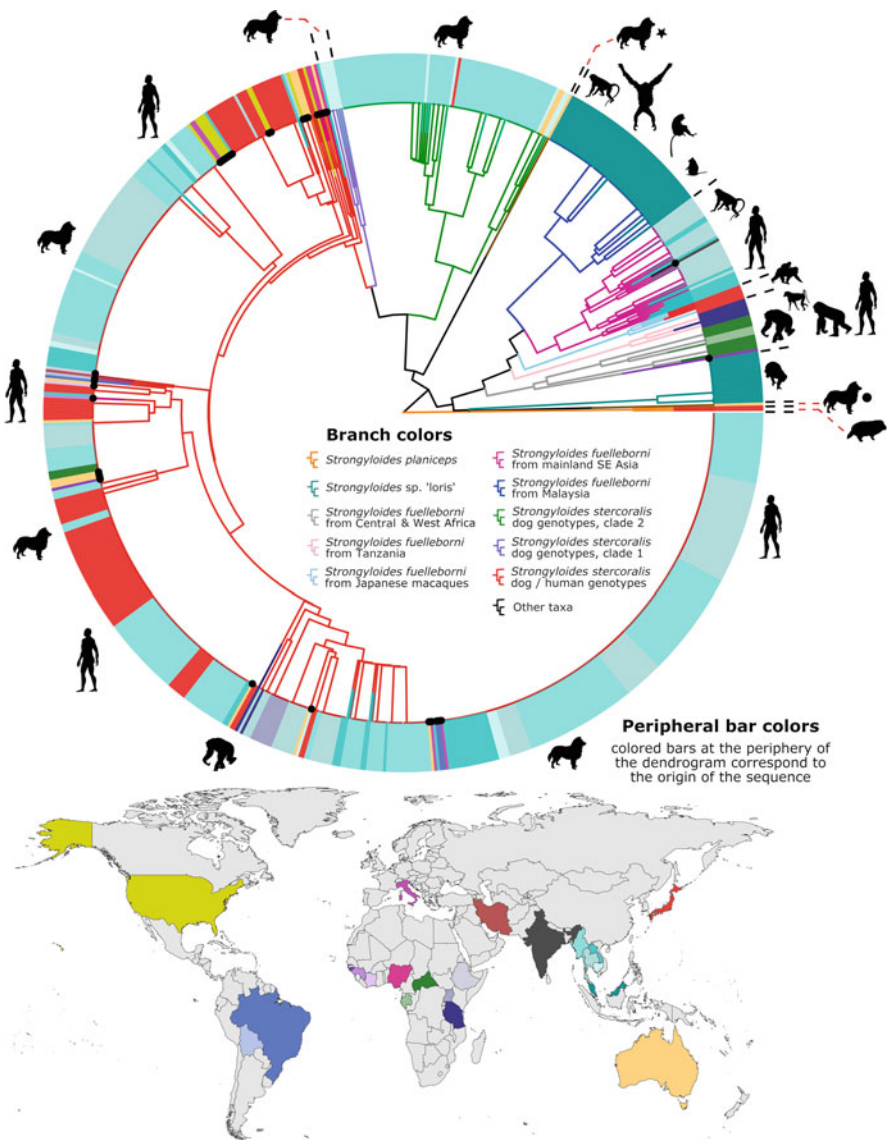 Branch colors
Strongyloides planiceps
Strongyloides sp. 'loris'
Strongyloides fuelleborni
from Central & West Africa
Strongyloides fuelleborni
from Tanzania
Strongyloides fuelleborni
from Japanese macaques
Strongyloides fuelleborni
from mainland SE Asia
Strongyloides fuelleborni
from Malaysia
Strongyloides stercoralis
dog genotypes, clade 2
Strongyloides stercoralis
dog genotypes, clade 1
Strongyloides stercoralis
dog / human genotypes
Other taxa
Peripheral bar colors
colored bars at the periphery of
the dendrogram correspond to
the origin of the sequence